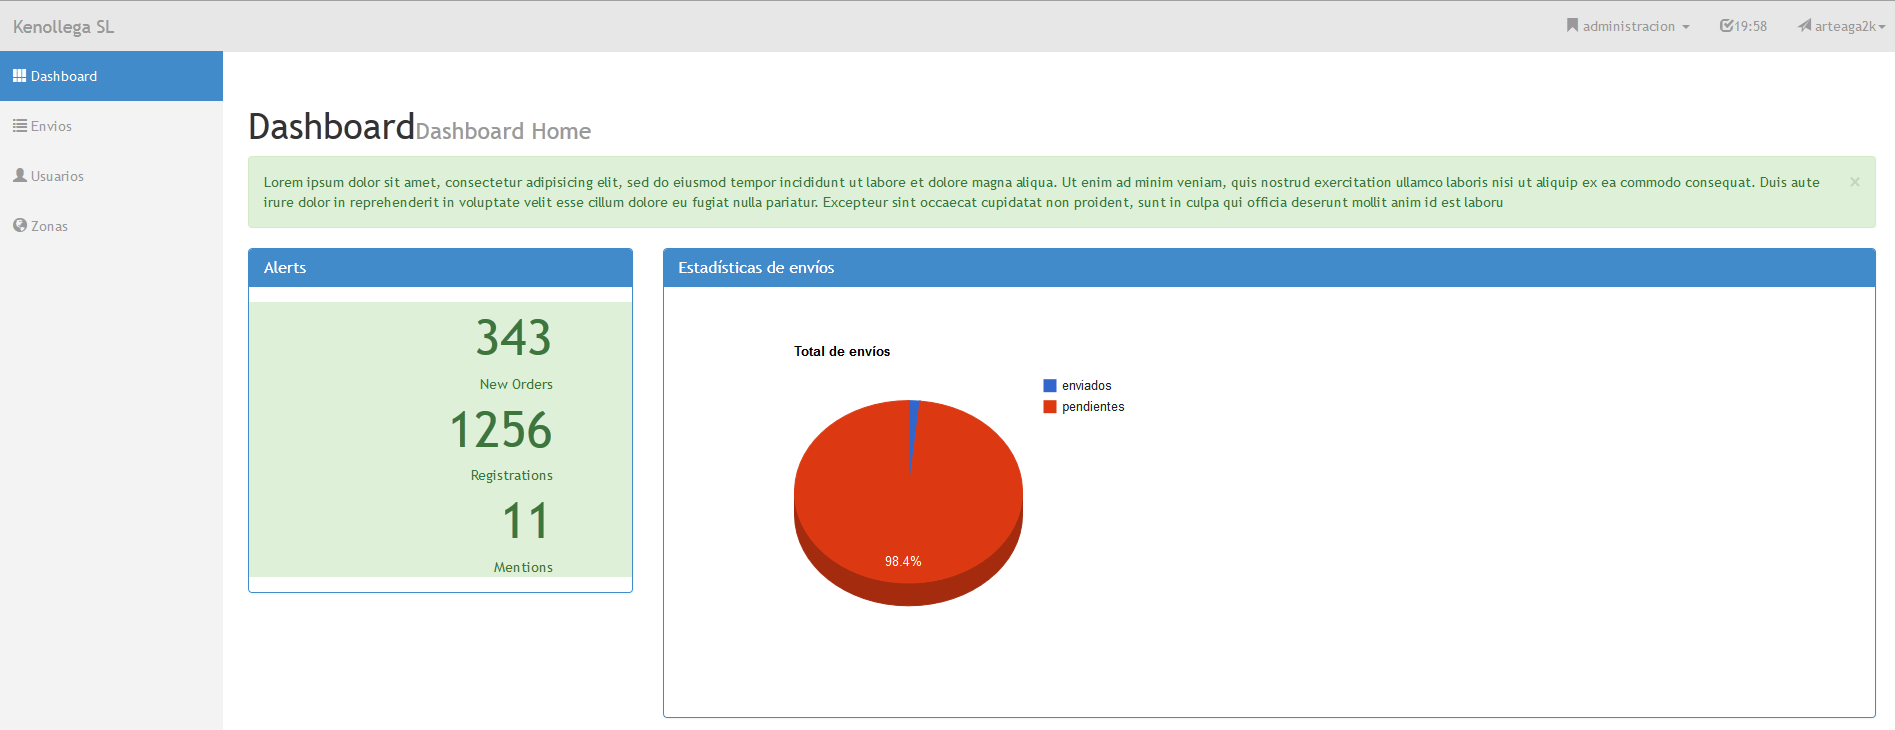 Kenollega SL
administracion
19:58
arteaga2k
Dashboard
Envios
Usuarios
Zonas
Dashboard Dashboard Home
Lorem ipsum dolor sit amet, consectetur adipisicing elit, sed do eiusmod tempor incididunt ut labore et dolore magna aliqua. Ut enim ad minim veniam, quis nostrud exercitation ullamco laboris nisi ut aliquip ex ea commodo consequat. Duis aute
irure dolor in reprehenderit in voluptate velit esse cillum dolore eu fugiat nulla pariatur. Excepteur sint occaecat cupidatat non proident, sunt in culpa qui officia deserunt mollit anim id est laboru
×
Alerts
343
New Orders
1256
Registrations
11
Mentions
Estadísticas de envíos
Total de envíos
enviados
pendientes
98.4%